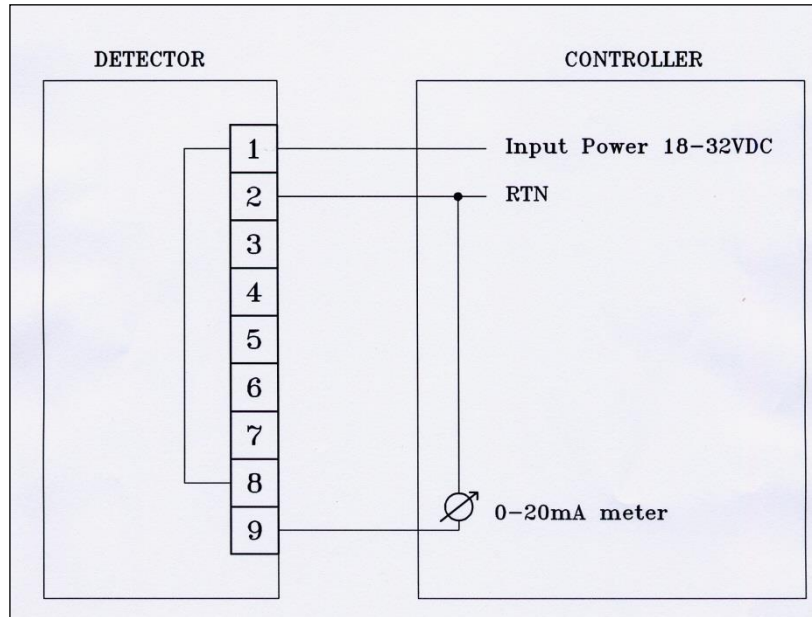 DETECTOR
CONTROLLER
1
Input Power 18-32VDC
2
RTN
3
4
5
6
7
8
9
0-20mA meter